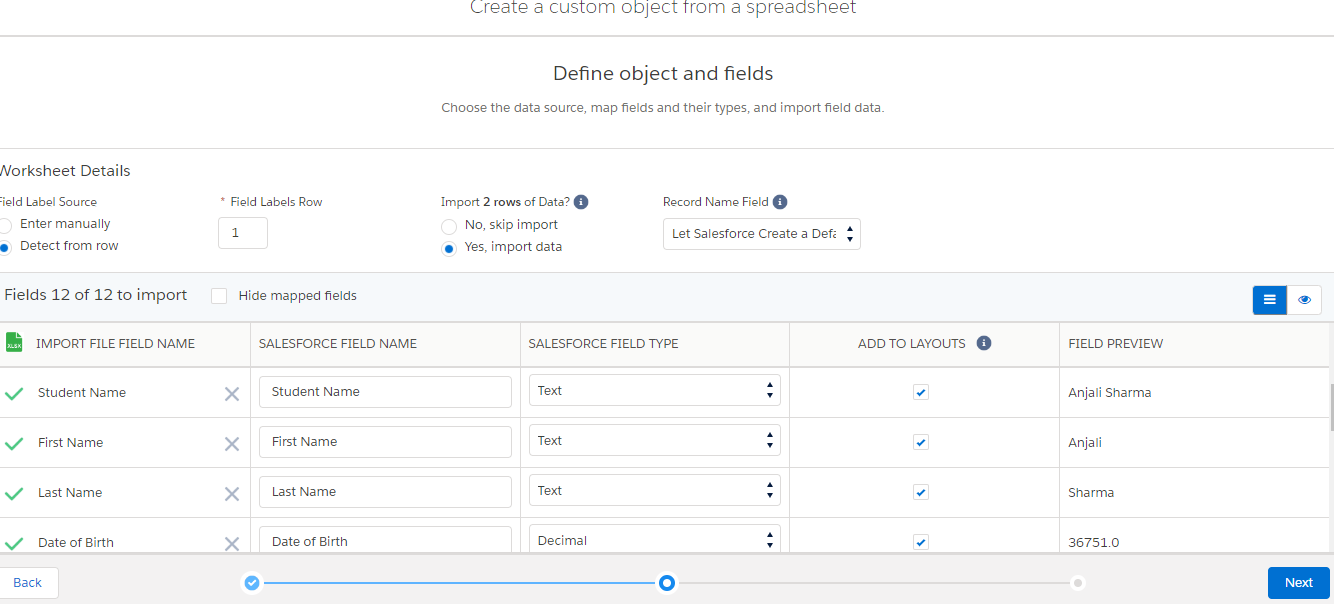 Create a custom object from a spreadsheet
Define object and fields
Choose the data source, map fields and their types, and import field data.
Worksheet Details
Field Label Source
Enter manually
Detect from row
* Field Labels Row
1
Import 2 rows of Data?
No, skip import
Yes, import data
Record Name Field
Let Salesforce Create a Defa
Fields 12 of 12 to import Hide mapped fields
XLSX IMPORT FILE FIELD NAME SALESFORCE FIELD NAME SALESFORCE FIELD TYPE ADD TO LAYOUTS FIELD PREVIEW
Student Name Student Name Text Anjali Sharma
First Name First Name Text Anjali
Last Name Last Name Text Sharma
Date of Birth Date of Birth Decimal 36751.0
Back Next